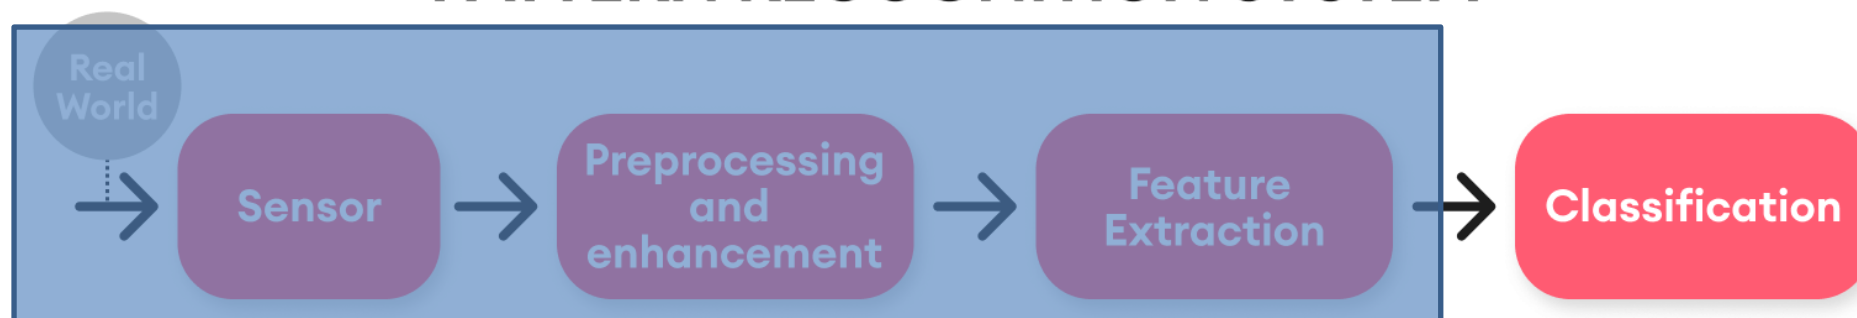 Real
World
Sensor
Preprocessing
and
enhancement
Feature
Extraction
Classification